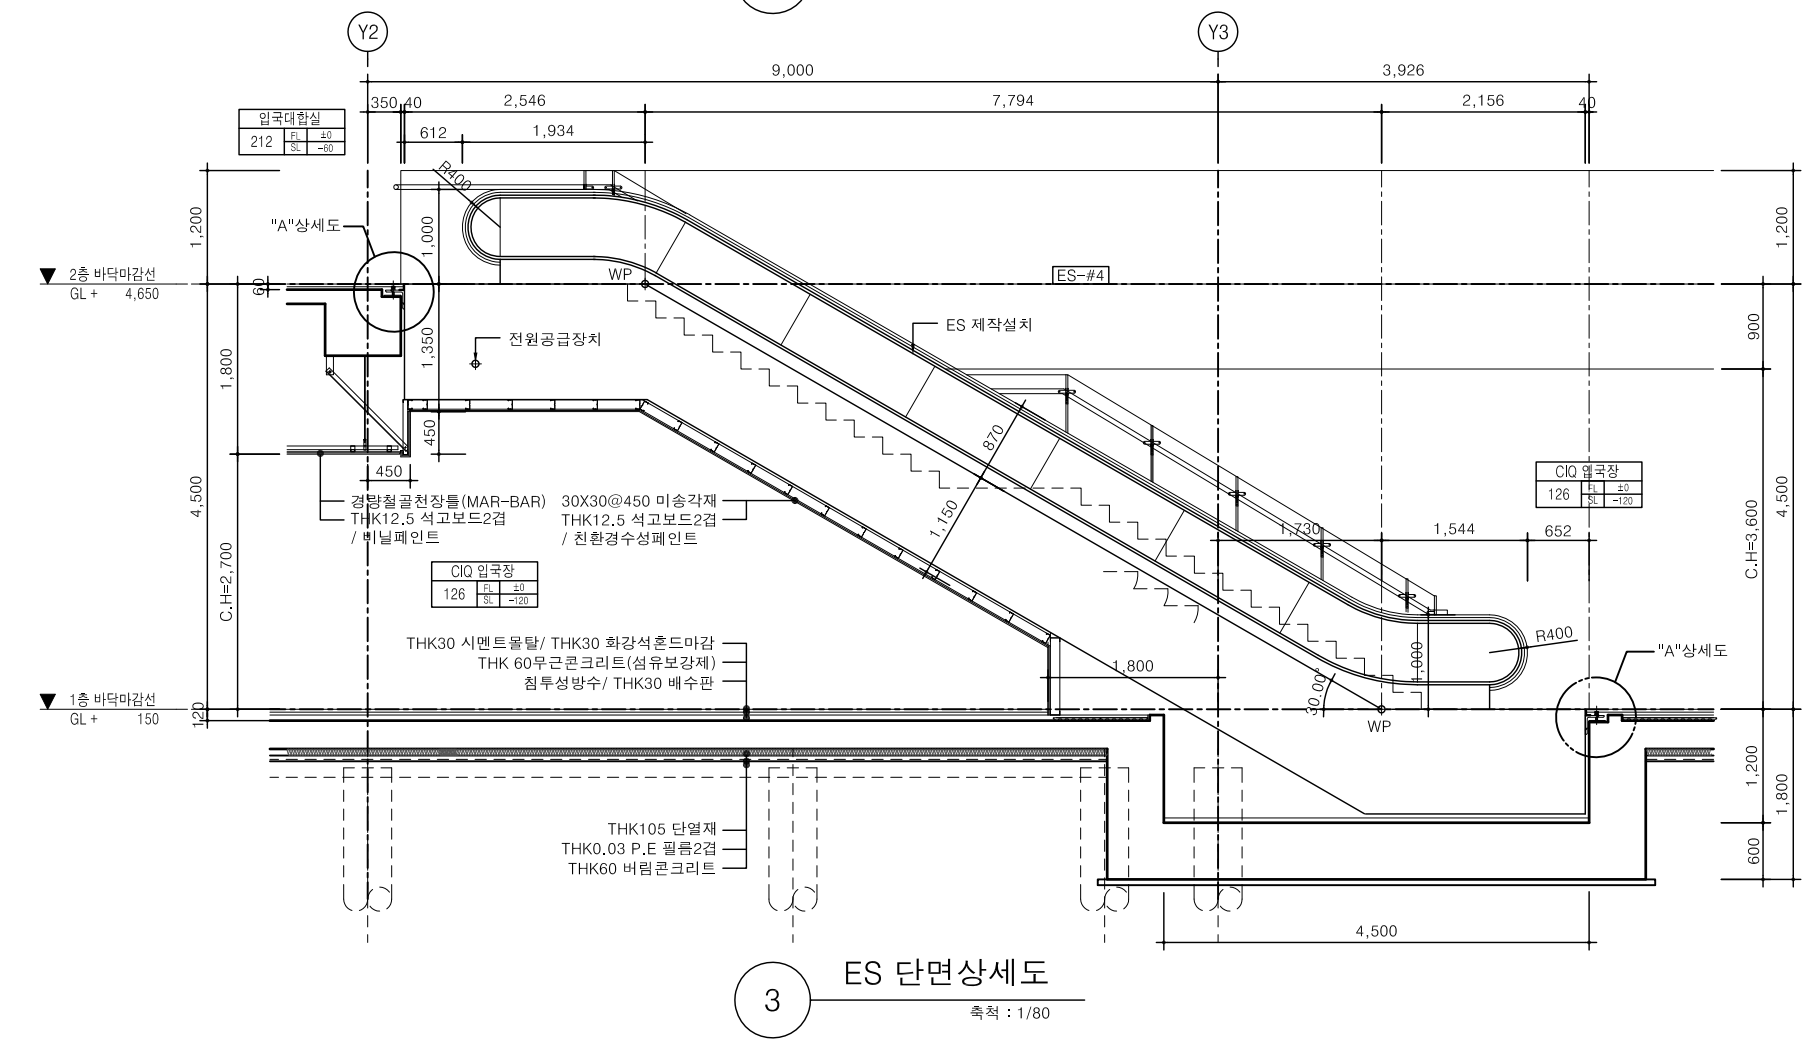 Y2
Y3
9,000
3,926
350
40
2,546
7,794
2,156
40
612
1,934
입국대합실
212
FL
±0
SL
-60
R400
1,200
1,000
"A"상세도
1,200
2층 바닥마감선
GL + 4,650
60
WP
ES-#4
ES 제작설치
전원공급장치
1,350
1,800
900
450
450
870
1,150
경량철골천장틀(MAR-BAR)
THK12.5 석고보드2겹
/ 비닐페인트
30X30@450 미송각재
THK12.5 석고보드2겹
/ 친환경수성페인트
CIQ 입국장
126
FL
±0
SL
-120
4,500
4,500
1,730
1,544
652
C.H=3,600
C.H=2,700
CIQ 입국장
126
FL
±0
SL
-120
THK30 시멘트몰탈/ THK30 화강석혼드마감
THK 60무근콘크리트(섬유보강제)
침투성방수/ THK30 배수판
1,800
1,000
R400
"A"상세도
30.00°
1층 바닥마감선
GL + 150
120
WP
1,200
1,800
THK105 단열재
THK0.03 P.E 필름2겹
THK60 버림콘크리트
600
4,500
3
ES 단면상세도
축척 : 1/80